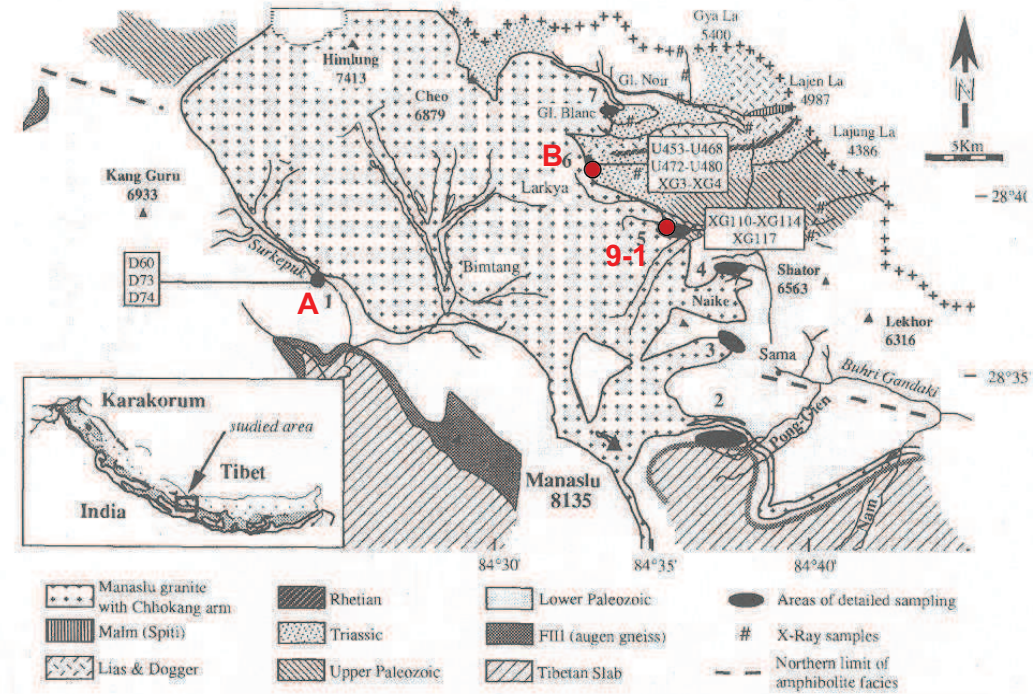 Gya La
5400
Himlung
7413
Gl. Noir
Lajen La
4987
Cheo
6879
7
Gl. Blanc
N
5Km
Lajung La
4386
B
6
U453-U468
U472-U480
XG3-XG4
Kang Guru
6933
Larkya
28°40
XG110-XG114
XG117
5
9-1
Surkepuk
Bimtang
4
Shator
6563
D60
D73
D74
A
1
Naike
Lekhor
6316
3
Sama
Buhri Gandaki
28°35
2
Pong-Gien
Karakorum
studied area
Tibet
India
Manaslu
8135
Nam
84°30
84°35
84°40
Manaslu granite
with Chhokang arm
Malm (Spiti)
Lias & Dogger
Rhetian
Triassic
Upper Paleozoic
Lower Paleozoic
FIII (augen gneiss)
Tibetan Slab
Areas of detailed sampling
# X-Ray samples
Northern limit of
amphibolite facies